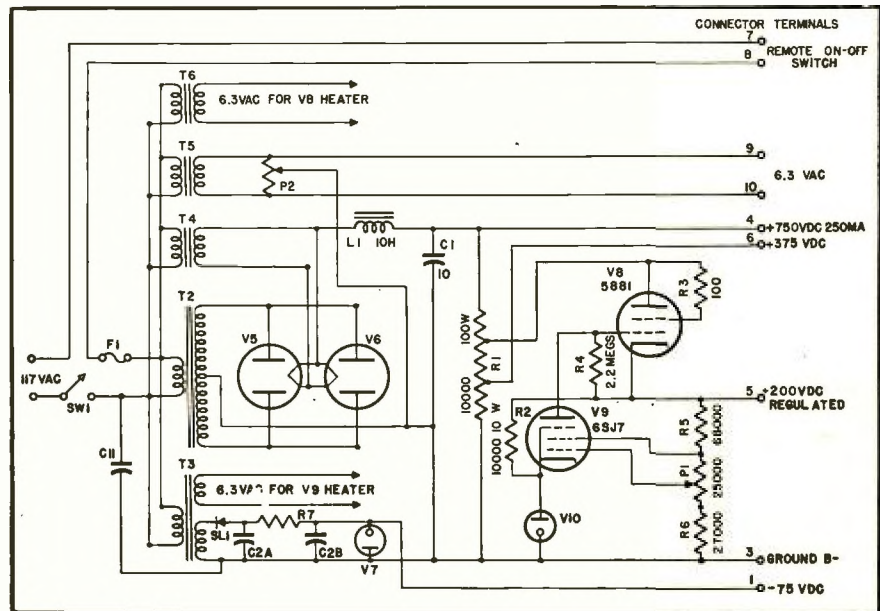 CONNECTOR TERMINALS
7
REMOTE ON-OFF
8
SWITCH
T6
6.3VAC FOR V8 HEATER
T5
9
P2
6.3 VAC
10
T4
4
+750VDC 250MA
L1 10H
C1
10
6
+375 VDC
V8
5881
R3
100
T2
100W
R1
10000
V5
V6
R4
2.2 MEGS
F1
117VAC
SW1
5
+200VDC
REGULATED
R2
10000 10 W
V9
6SJ7
R5
68000
P1
25000
C11
T3
6.3VAC FOR V9 HEATER
R6
27000
V10
R7
SL1
C2A
C2B
V7
3
GROUND B-
1
-75 VDC